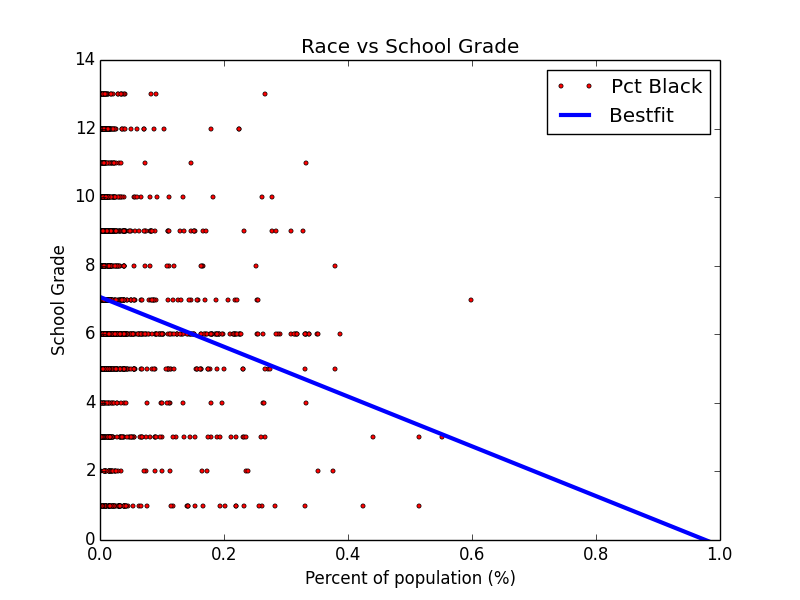 Race vs School Grade
14
12
10
8
6
4
2
0
School Grade
Pct Black
Bestfit
0.0 0.2 0.4 0.6 0.8 1.0
Percent of population (%)